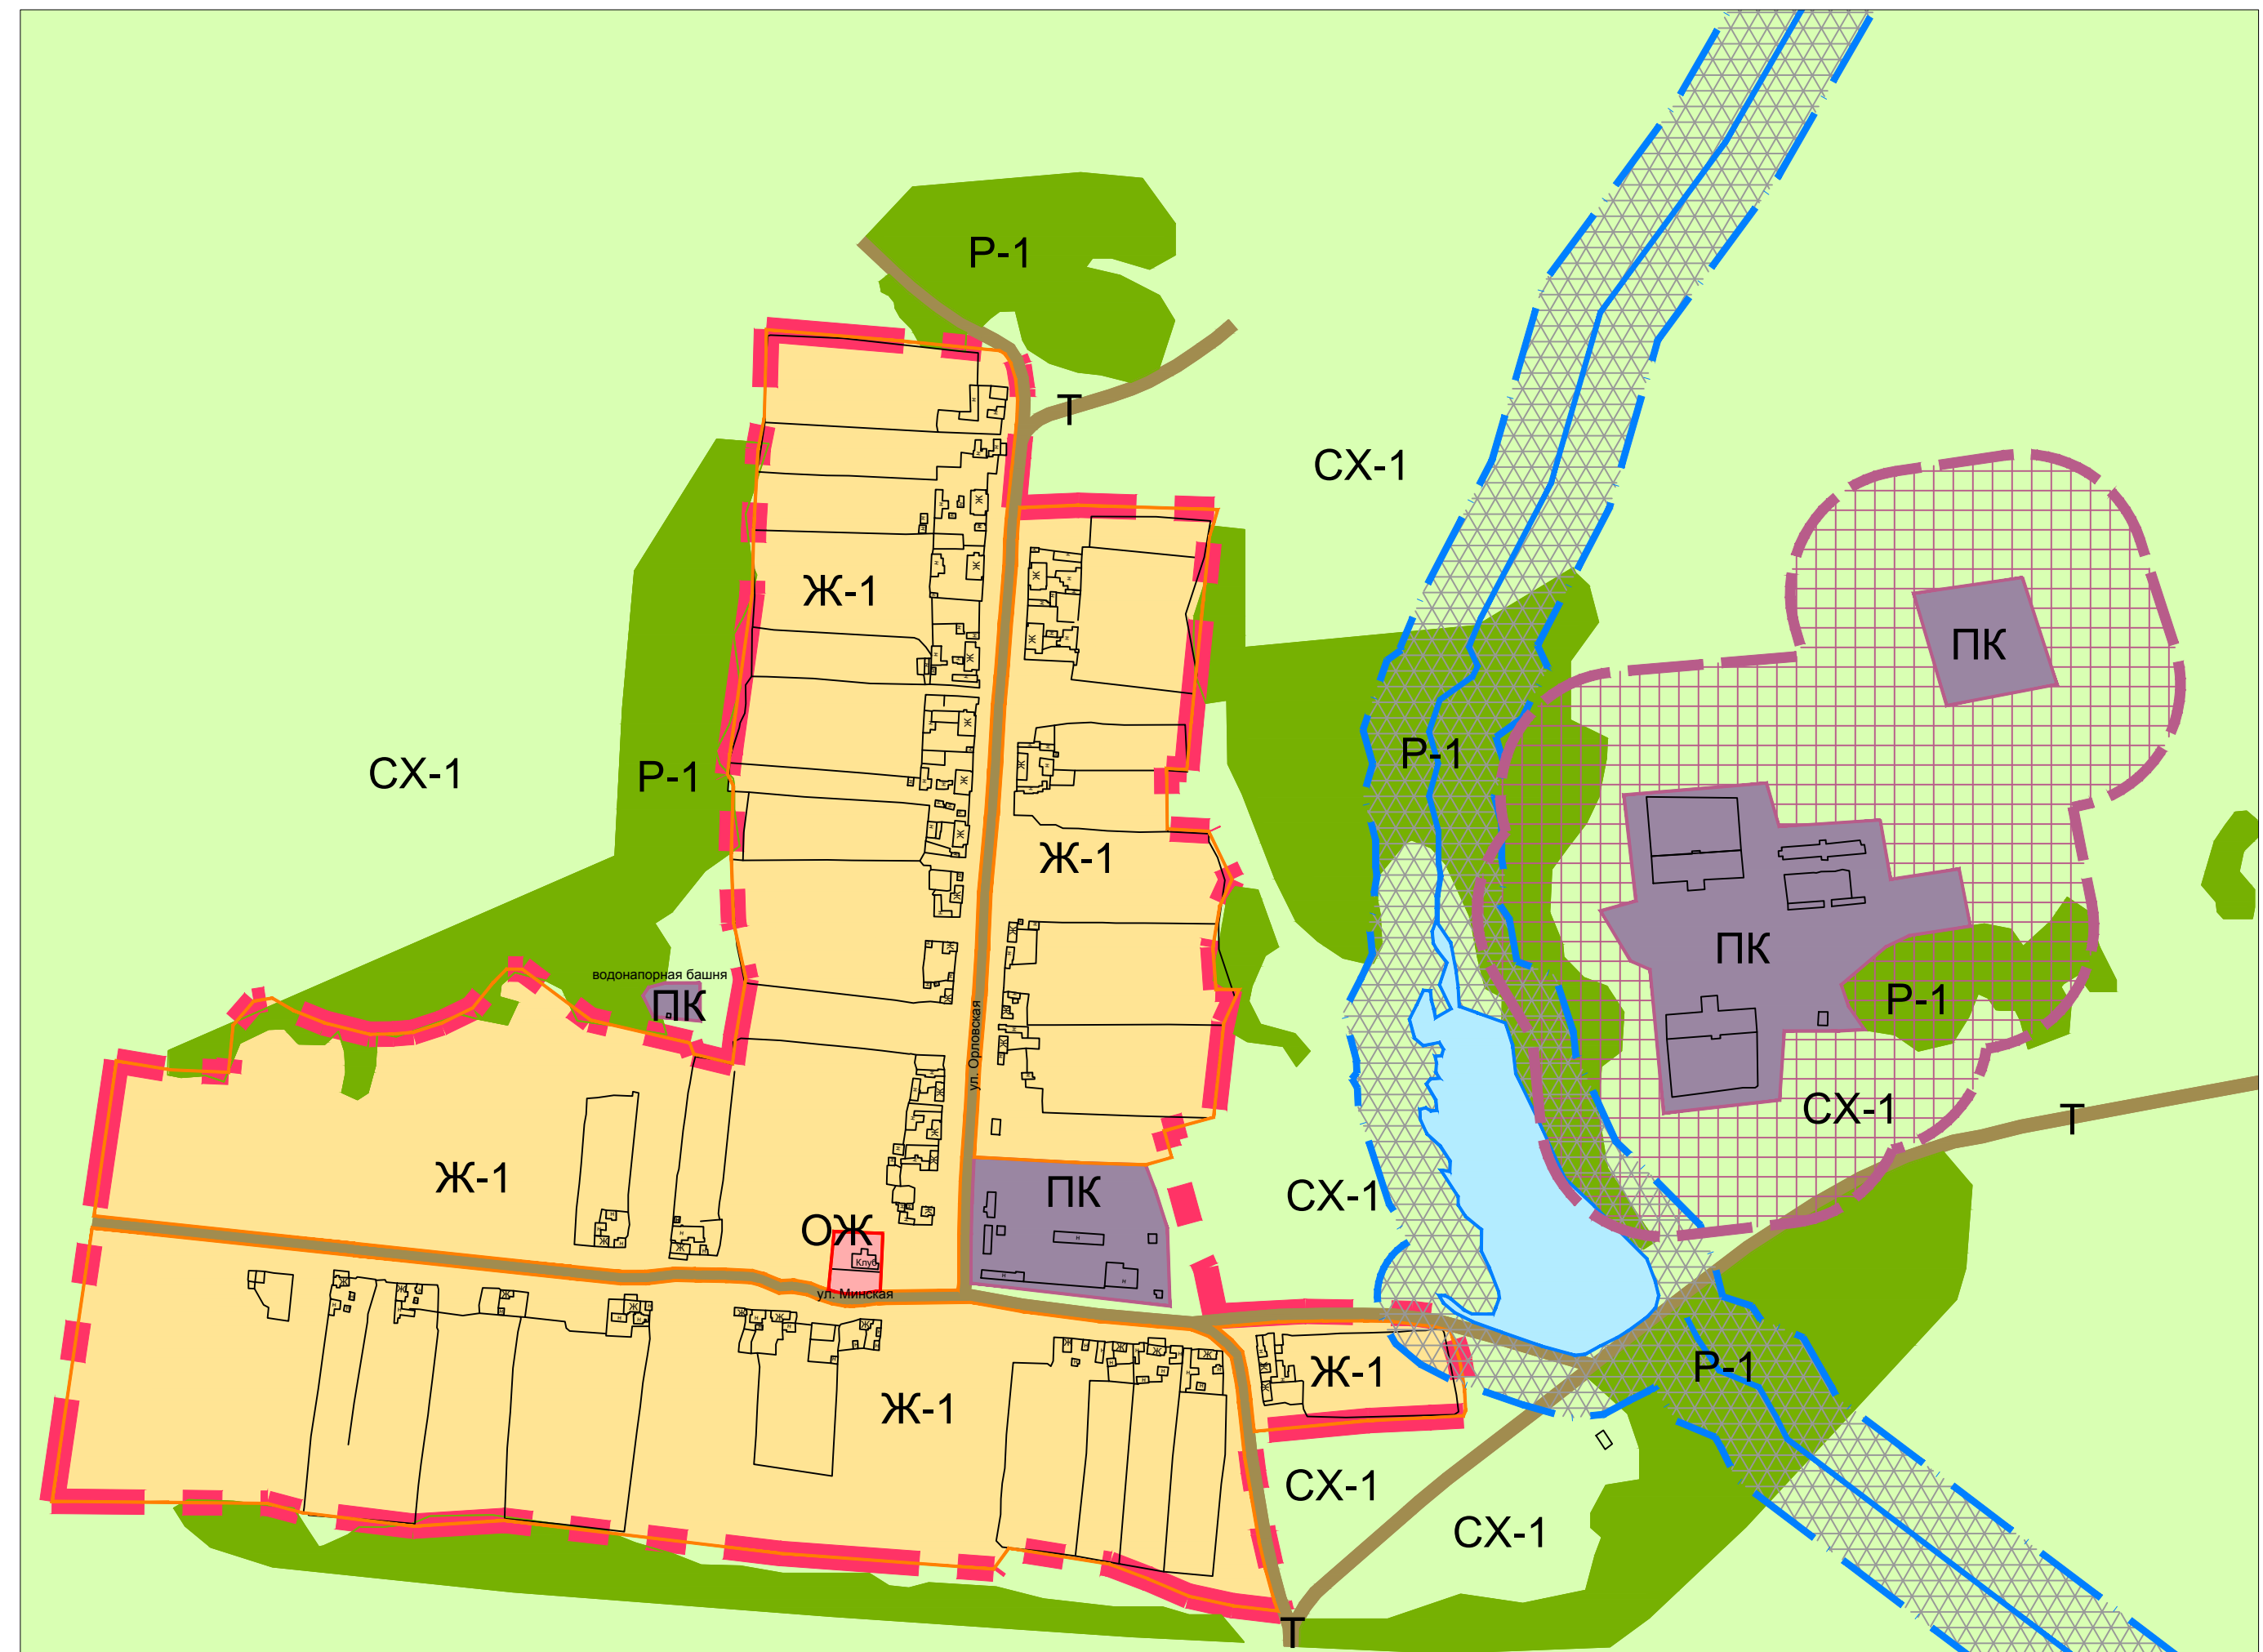 Р-1
Т
СХ-1
Ж-1
ПК
Р-1
СХ-1
Р-1
Ж-1
ПК
водонапорная башня
ПК
Р-1
ул. Орловская
СХ-1
Т
Ж-1
ПК
СХ-1
ОЖ
Клуб
ул. Минская
Ж-1
Р-1
Ж-1
СХ-1
СХ-1
Т